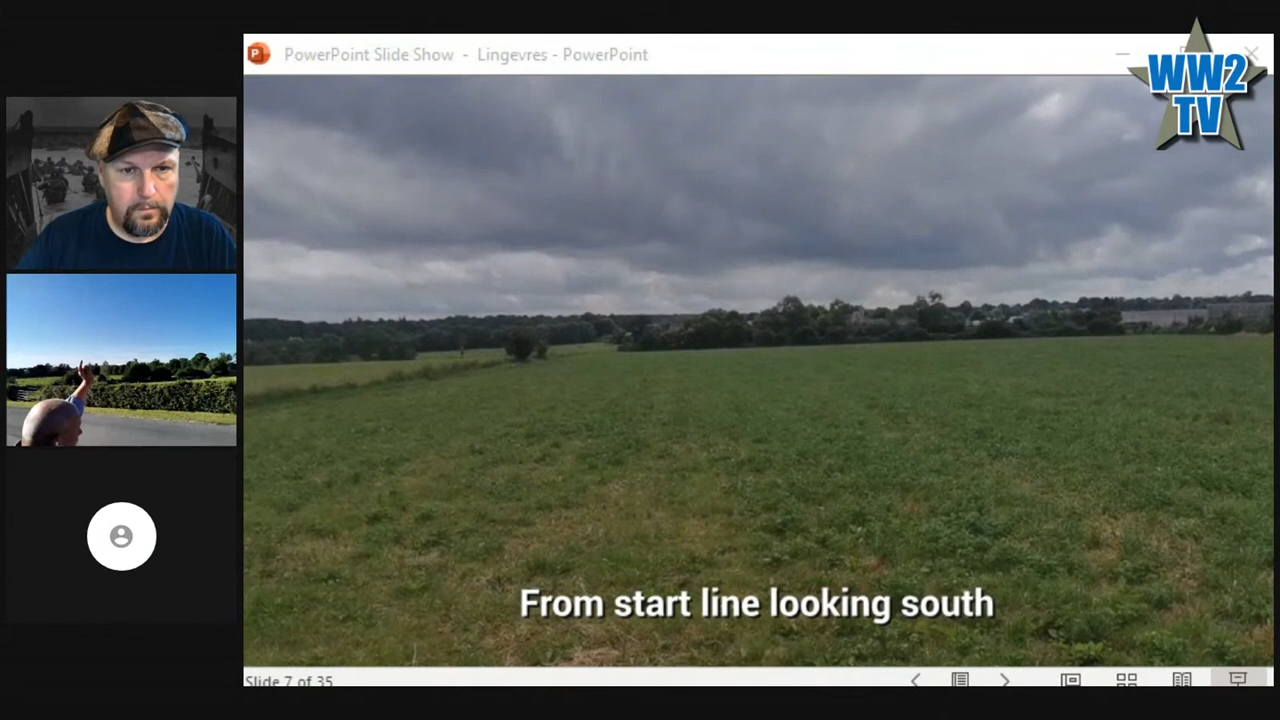 PowerPoint Slide Show - Lingevres - PowerPoint
WW2
TV
From start line looking south
Slide 7 of 35